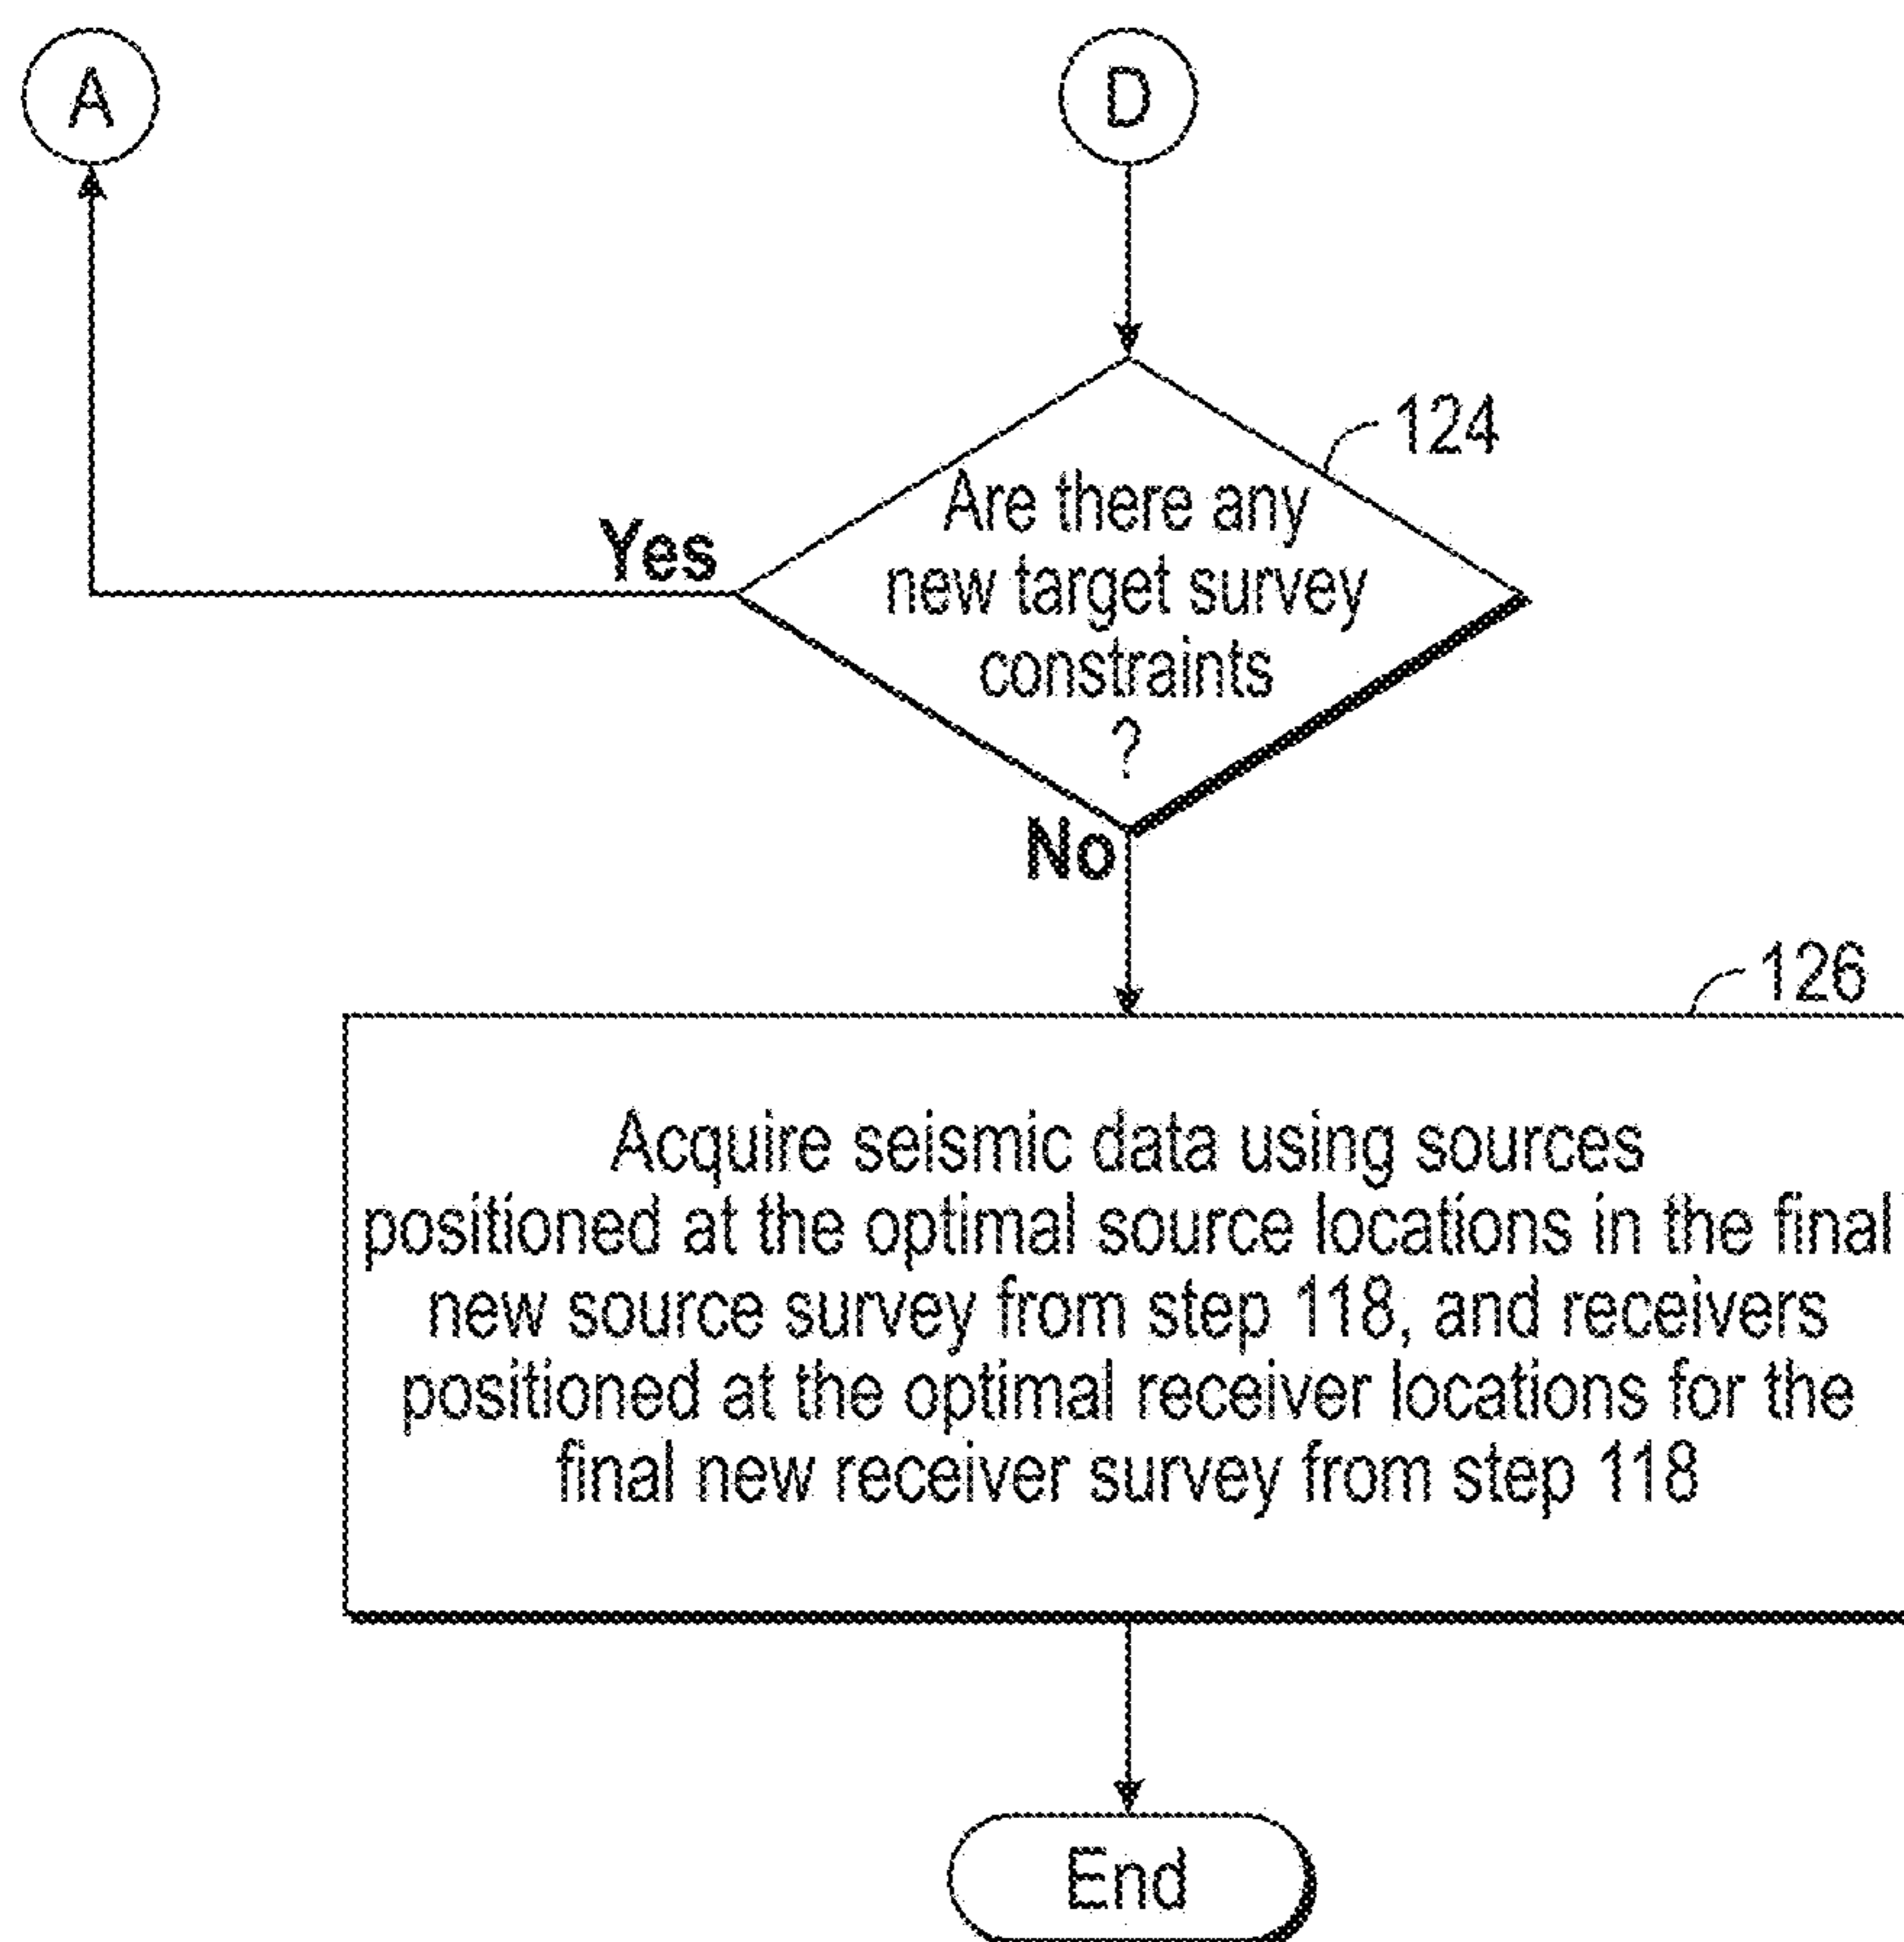 A
D
124
Are there any
new target survey
constraints
?
Yes
No
126
Acquire seismic data using sources
positioned at the optimal source locations in the final
new source survey from step 118, and receivers
positioned at the optimal receiver locations for the
final new receiver survey from step 118
End